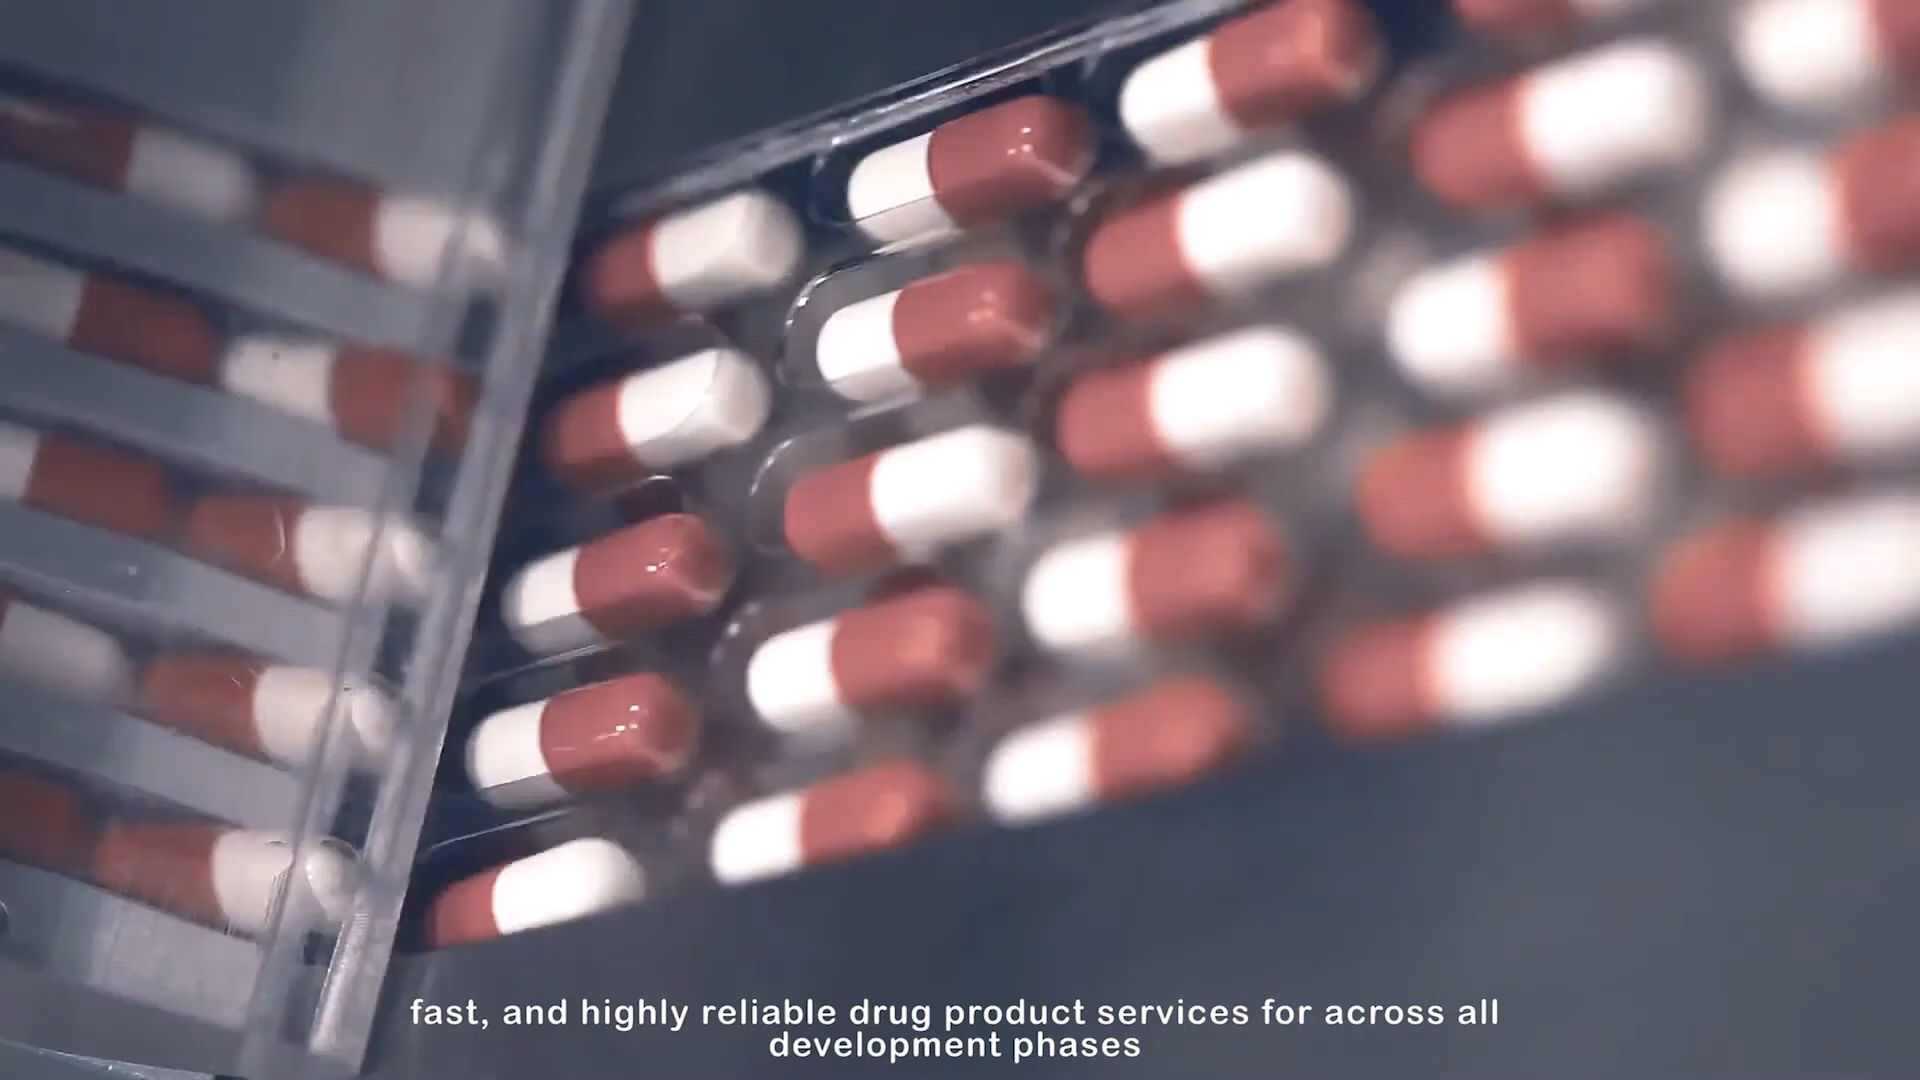 fast, and highly reliable drug product services for across all
development phases